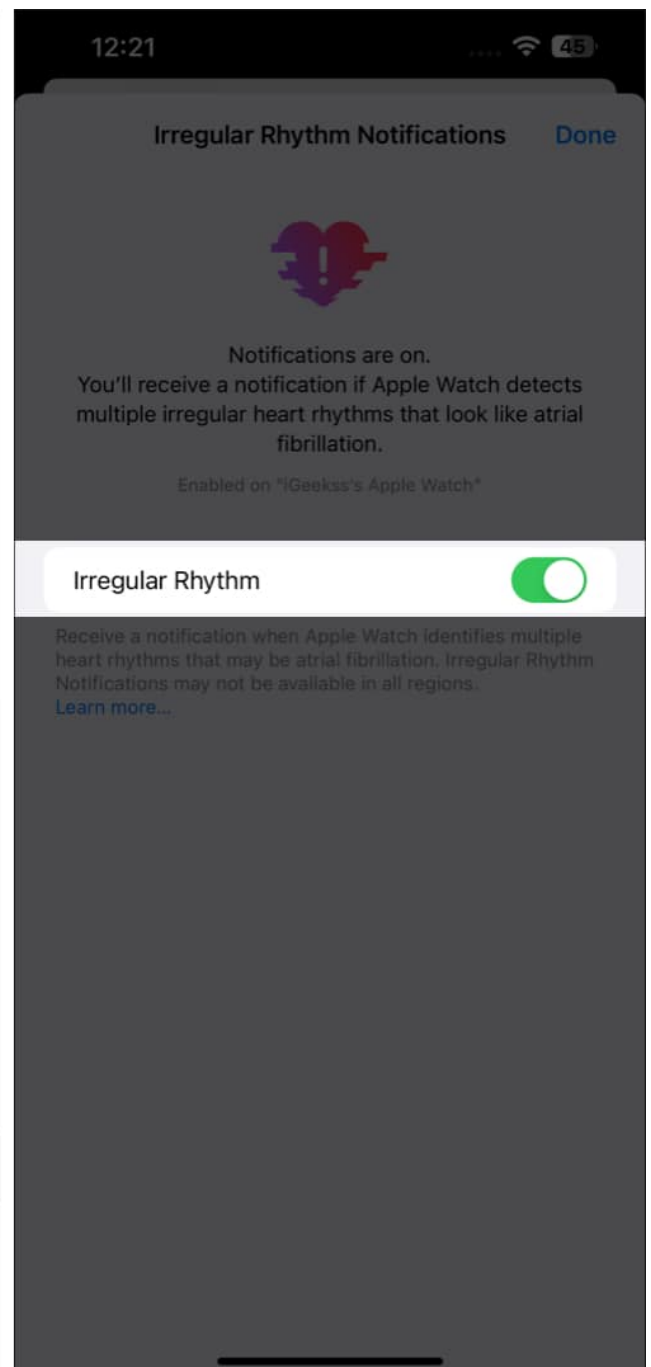 12:21
45
Irregular Rhythm Notifications Done
Notifications are on.
You'll receive a notification if Apple Watch detects
multiple irregular heart rhythms that look like atrial
fibrillation.
Enabled on "iGeekss's Apple Watch"
Irregular Rhythm
Receive a notification when Apple Watch identifies multiple
heart rhythms that may be atrial fibrillation. Irregular Rhythm
Notifications may not be available in all regions.
Learn more...